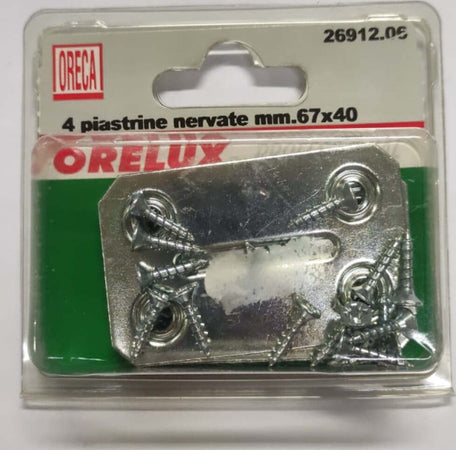 26912.06
ORECA
4 piastrine nervate mm.67x40
ORELUX